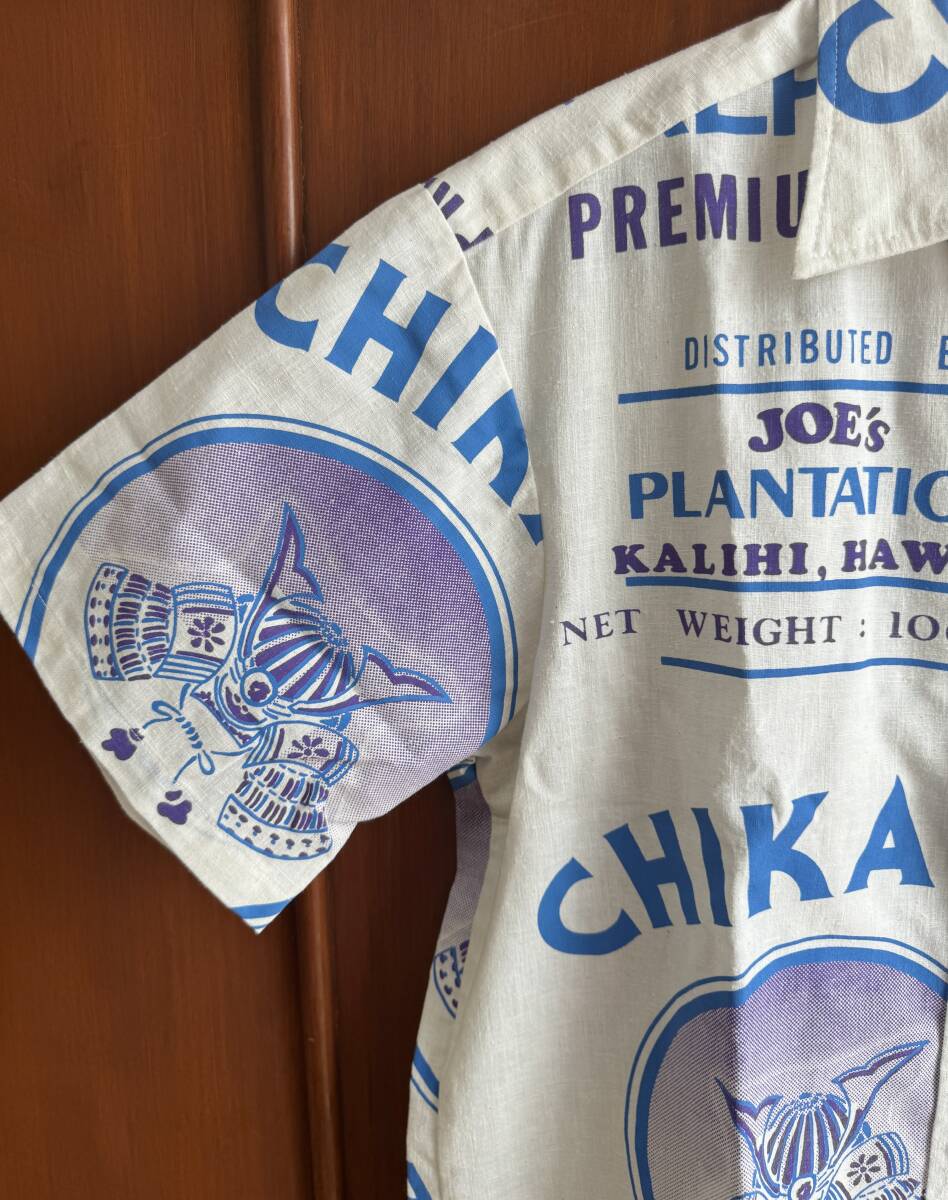 PREMIU
DISTRIBUTED
JOE's
PLANTATIO
KALIHI, HAW
NET WEIGHT : 10
CHIKA
CHIK